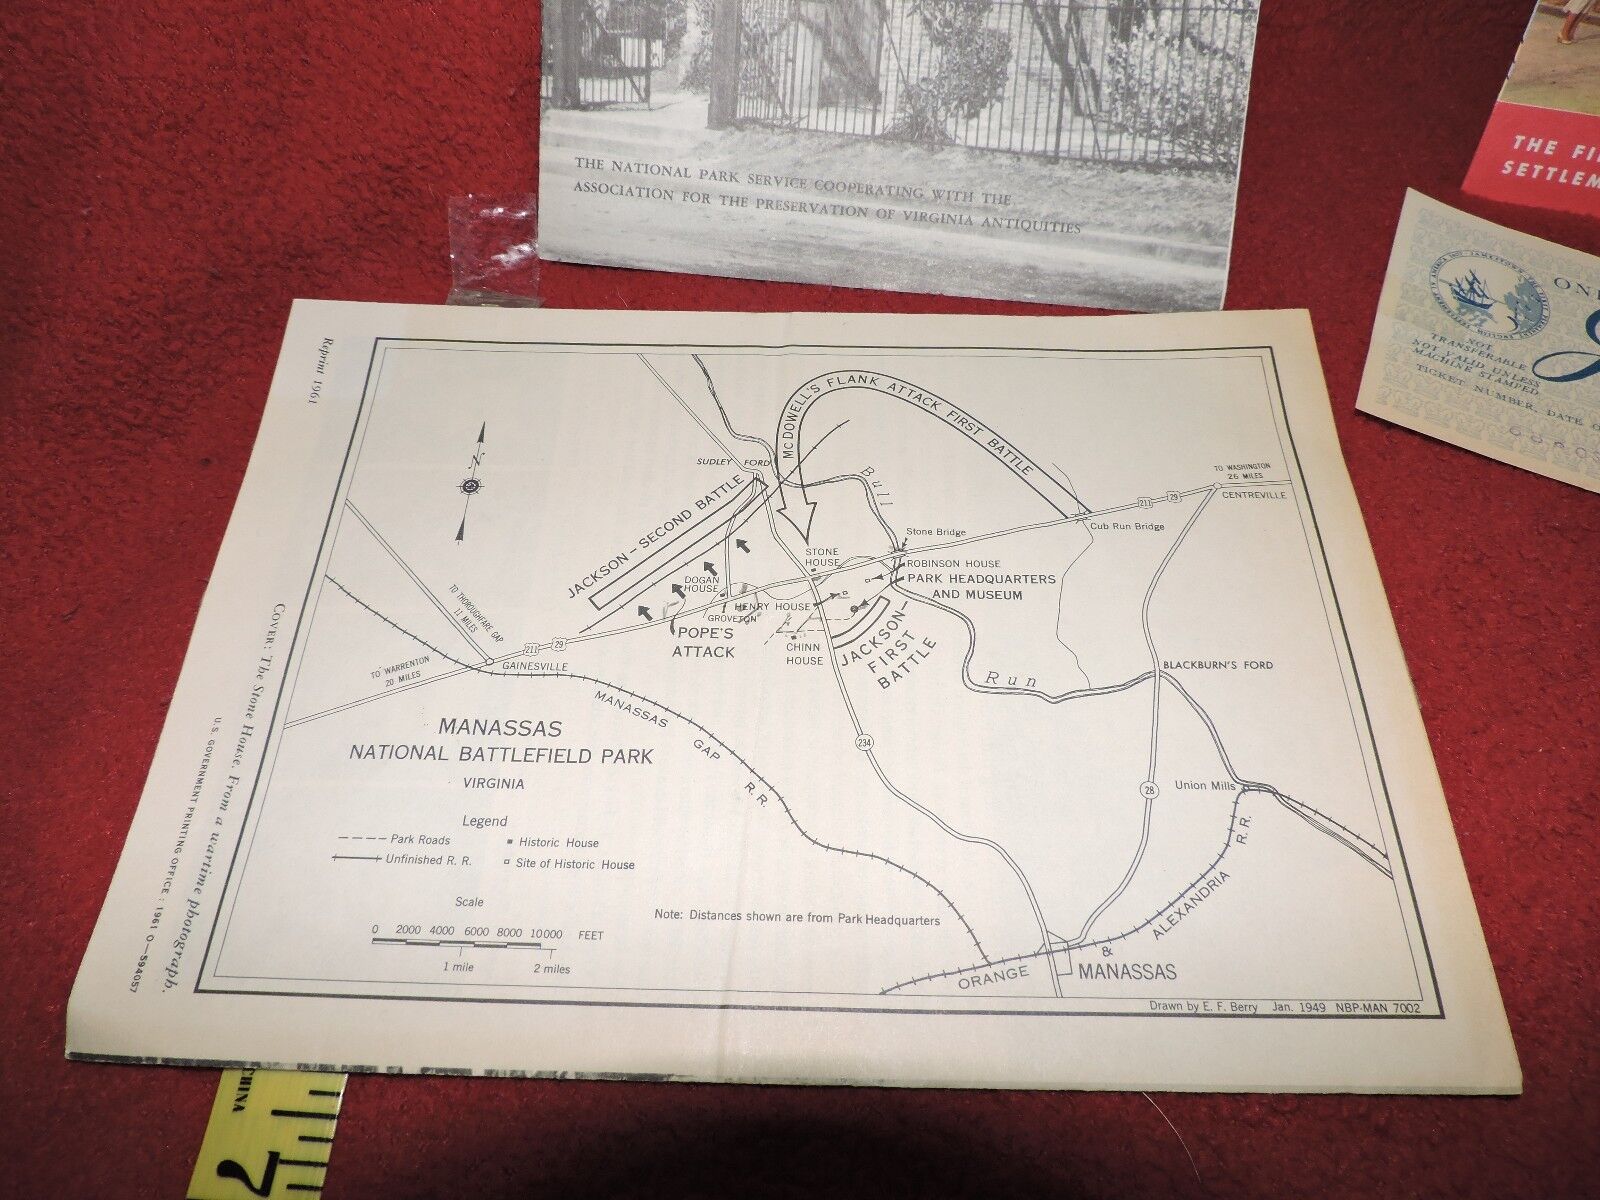 THE NATIONAL PARK SERVICE COOPERATING WITH THE
ASSOCIATION FOR THE PRESERVATION OF VIRGINIA ANTIQUITIES
THE
SETTLEM
ON
NOT
TRANSFERABLE
NOT VALID UNLESS
MACHINE STAMPED
TICKET NUMBER, DATE O
Reprint 1961
COVER: The Stone House. From a wartime photograph.
U.S. GOVERNMENT PRINTING OFFICE : 1961 O—594057
N.
McDOWELL'S FLANK ATTACK FIRST BATTLE
SUDLEY FORD
Bull
TO WASHINGTON
26 MILES
CENTREVILLE
211 29
Cub Run Bridge
Stone Bridge
JACKSON – SECOND BATTLE
STONE
HOUSE
ROBINSON HOUSE
PARK HEADQUARTERS
AND MUSEUM
DOGAN
HOUSE
HENRY HOUSE
GROVETON
POPE'S
ATTACK
CHINN
HOUSE
JACKSON–
FIRST
BATTLE
TO THOROUGHFARE GAP
11 MILES
211 29
GAINESVILLE
TO WARRENTON
20 MILES
BLACKBURN'S FORD
Run
MANASSAS GAP R.R.
MANASSAS
NATIONAL BATTLEFIELD PARK
VIRGINIA
234
28
Union Mills
Legend
Park Roads
Historic House
Unfinished R. R.
Site of Historic House
Scale
0 2000 4000 6000 8000 10000 FEET
1 mile 2 miles
Note: Distances shown are from Park Headquarters
ORANGE & ALEXANDRIA R.R.
MANASSAS
Drawn by E. F. Berry Jan. 1949 NBP-MAN 7002
CHINA
7